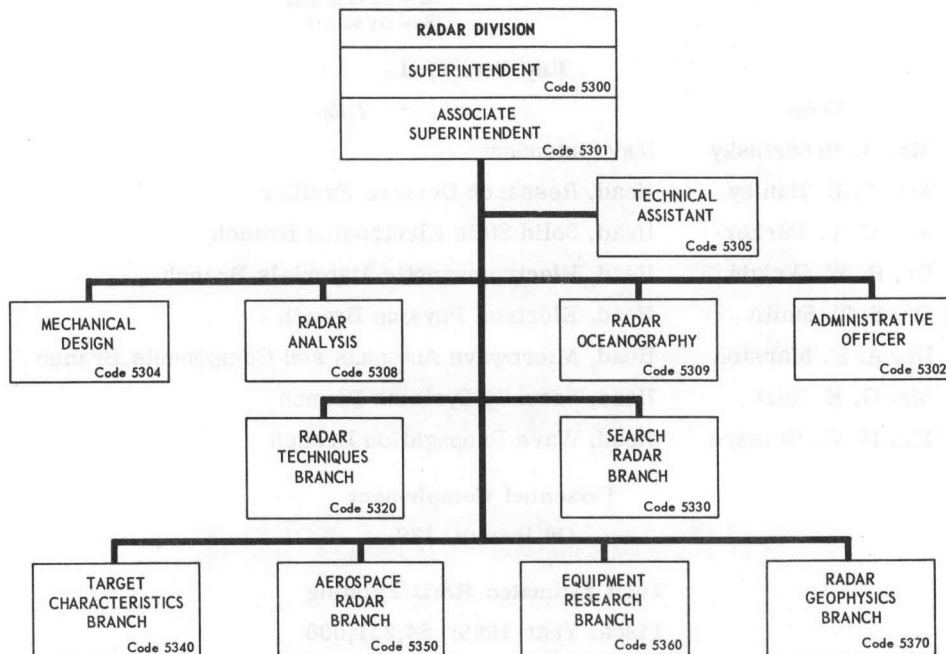 RADAR DIVISION
SUPERINTENDENT
Code 5300
ASSOCIATE
SUPERINTENDENT
Code 5301
TECHNICAL
ASSISTANT
Code 5305
MECHANICAL
DESIGN
Code 5304
RADAR
ANALYSIS
Code 5308
RADAR
OCEANOGRAPHY
Code 5309
ADMINISTRATIVE
OFFICER
Code 5302
RADAR
TECHNIQUES
BRANCH
Code 5320
SEARCH
RADAR
BRANCH
Code 5330
TARGET
CHARACTERISTICS
BRANCH
Code 5340
AEROSPACE
RADAR
BRANCH
Code 5350
EQUIPMENT
RESEARCH
BRANCH
Code 5360
RADAR
GEOPHYSICS
BRANCH
Code 5370